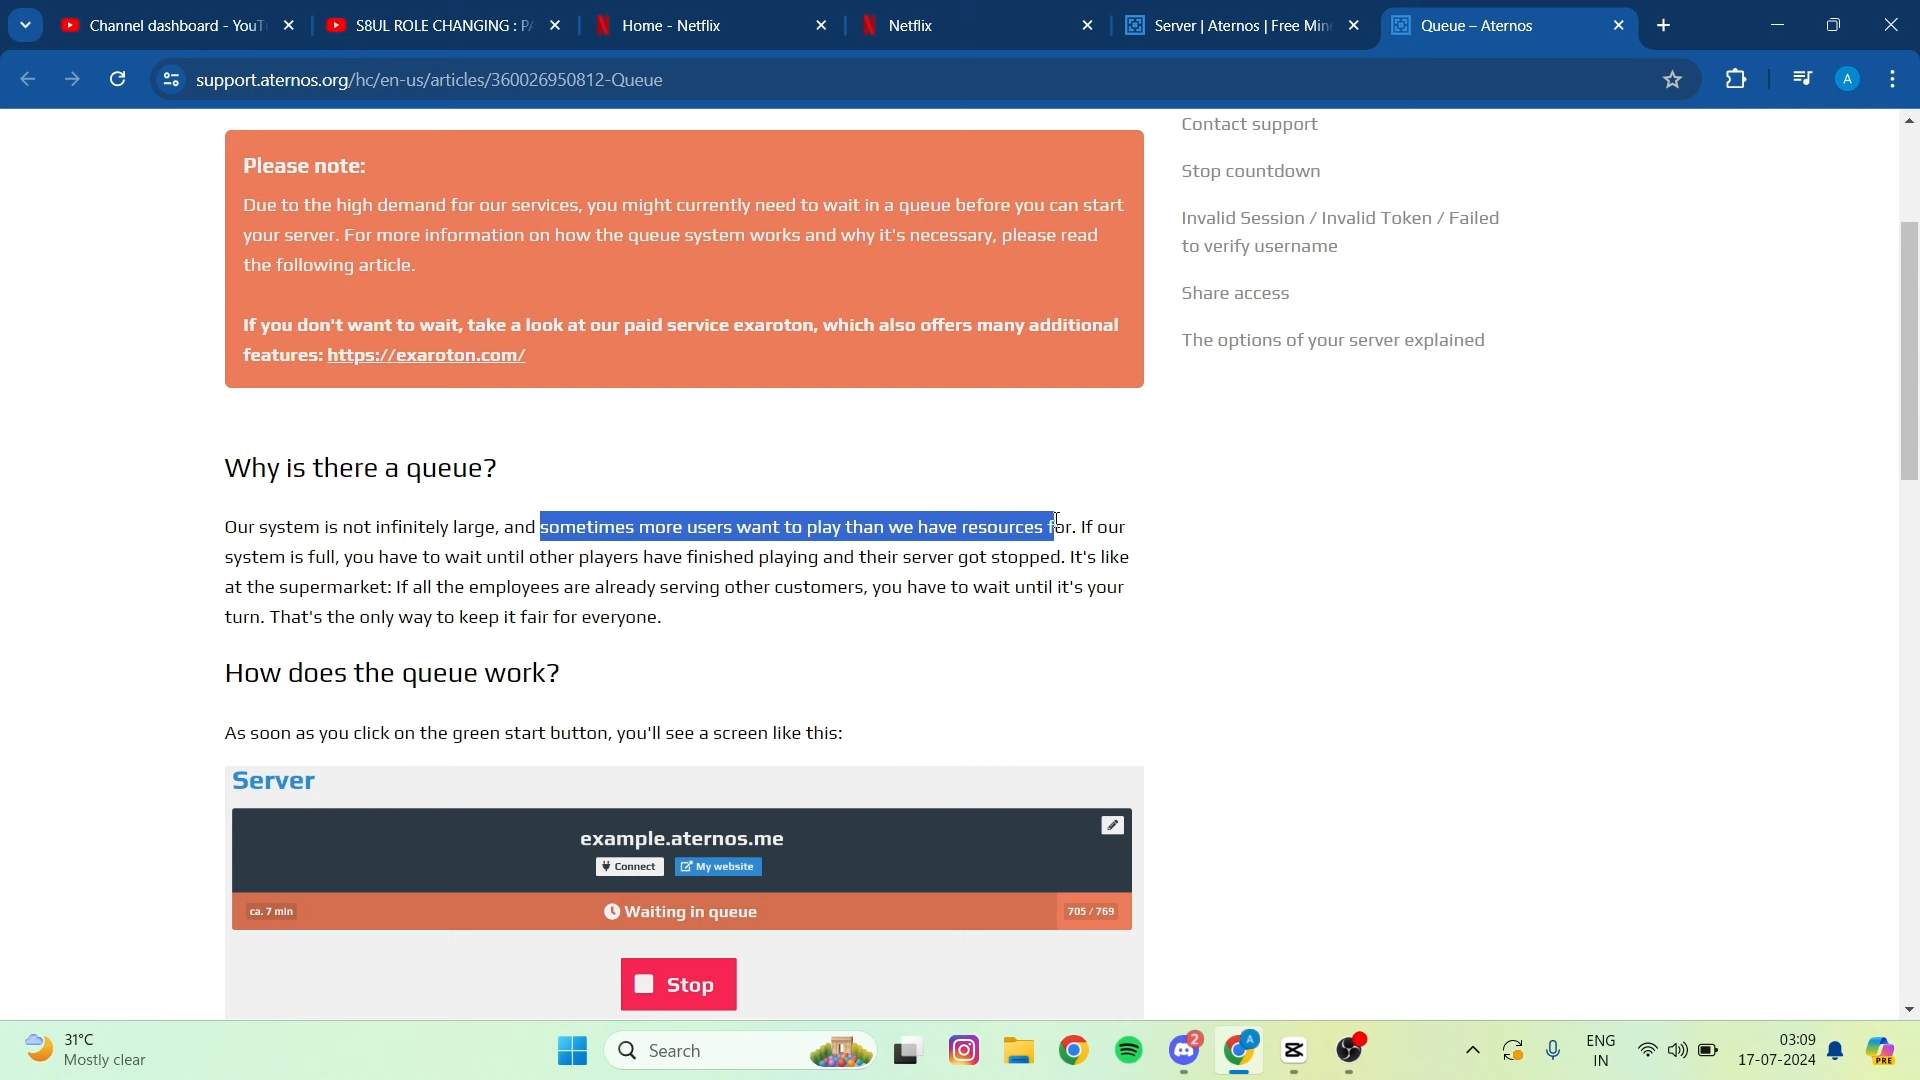 Channel dashboard - YouT
S8UL ROLE CHANGING : PA
Home - Netflix
Netflix
Server | Aternos | Free Min
Queue – Aternos
support.aternos.org/hc/en-us/articles/360026950812-Queue
A
Please note:
Due to the high demand for our services, you might currently need to wait in a queue before you can start
your server. For more information on how the queue system works and why it's necessary, please read
the following article.
If you don't want to wait, take a look at our paid service exaroton, which also offers many additional
features: https://exaroton.com/
Contact support
Stop countdown
Invalid Session / Invalid Token / Failed
to verify username
Share access
The options of your server explained
Why is there a queue?
Our system is not infinitely large, and sometimes more users want to play than we have resources for. If our
system is full, you have to wait until other players have finished playing and their server got stopped. It's like
at the supermarket: If all the employees are already serving other customers, you have to wait until it's your
turn. That's the only way to keep it fair for everyone.
How does the queue work?
As soon as you click on the green start button, you'll see a screen like this:
Server
example.aternos.me
Connect
My website
ca. 7 min
Waiting in queue
705 / 769
Stop
31°C
Mostly clear
Search
2
A
ENG
IN
03:09
17-07-2024
PRE